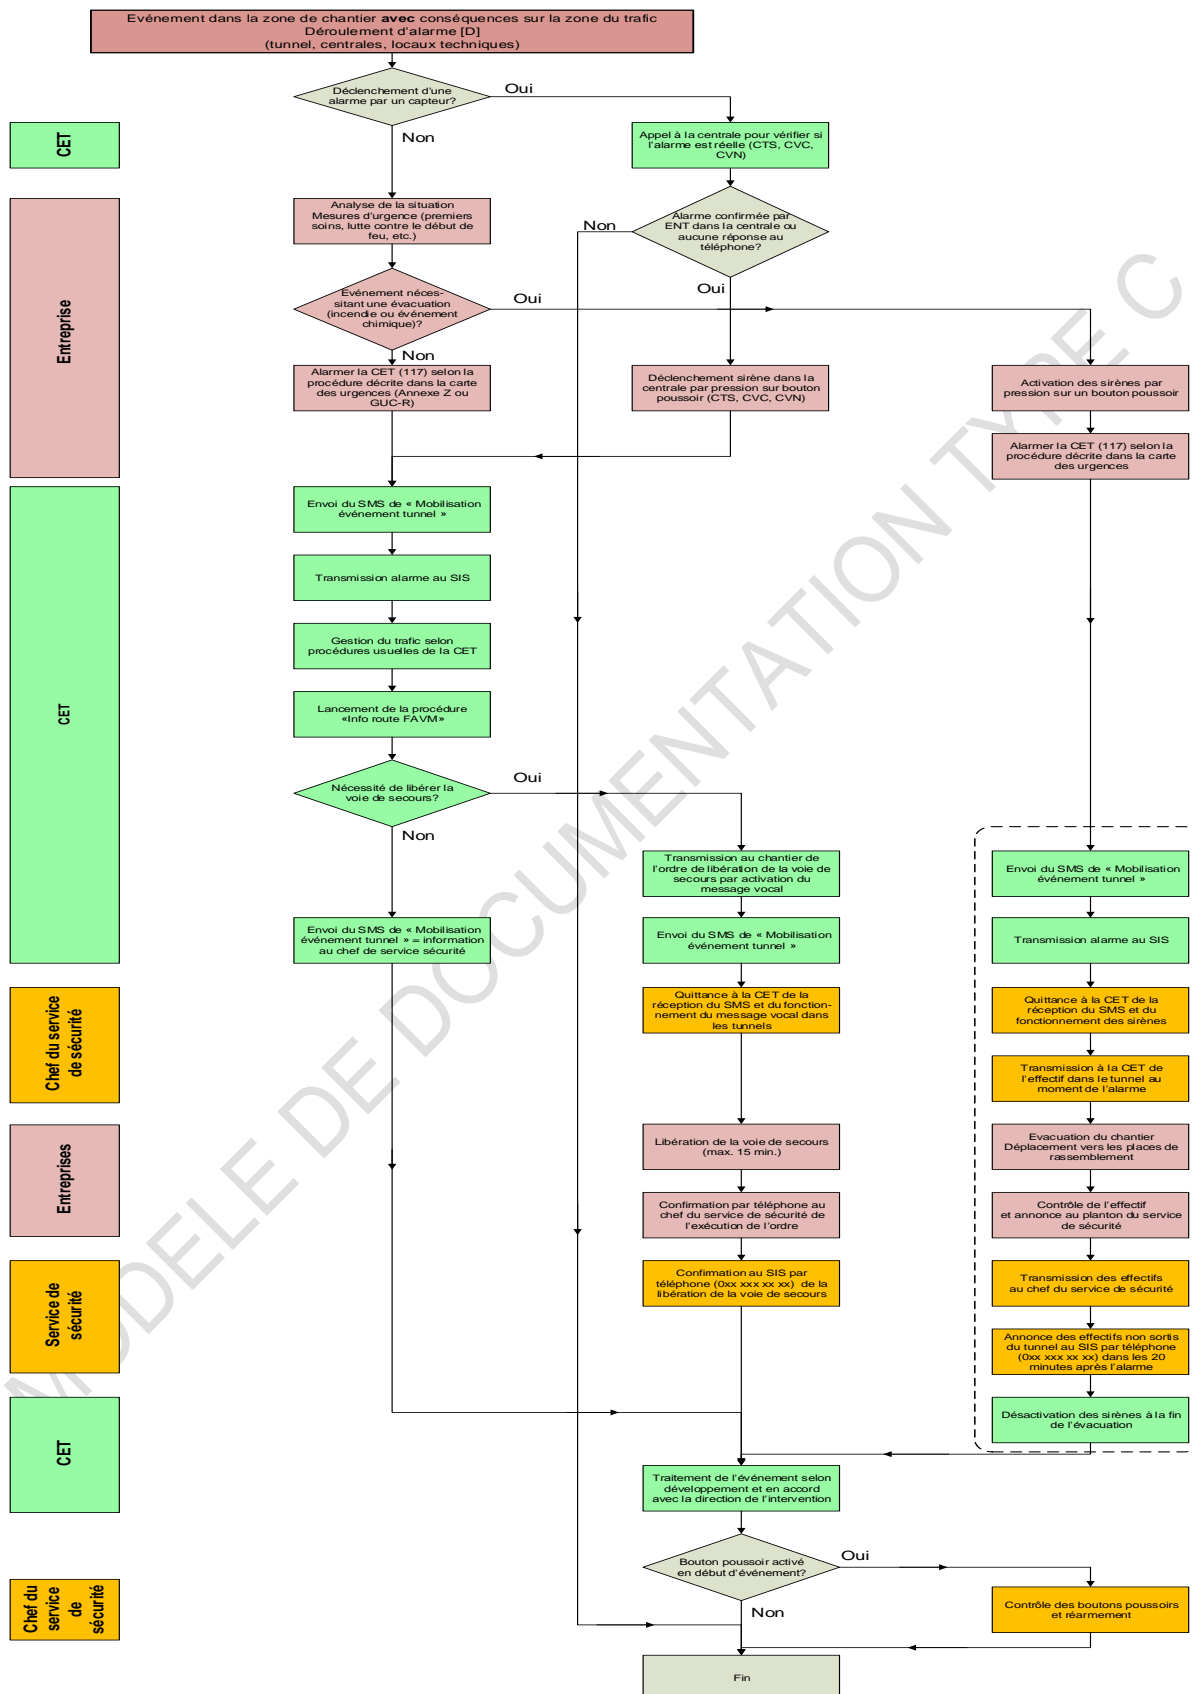 Evénement dans la zone de chantier avec conséquences sur la zone du trafic
Déroulement d'alarme [D]
(tunnel, centrales, locaux techniques)
Déclenchement d'une
alarme par un capteur?
Oui
Non
CET
Appel à la centrale pour vérifier si
l'alarme est réelle (CTS, CVC,
CVN)
Entreprise
Analyse de la situation
Mesures d'urgence (premiers
soins, lutte contre le début de
feu, etc.)
Non
Alarme confirmée par
ENT dans la centrale ou
aucune réponse au
téléphone?
Oui
Evénement néces-
sitant une évacuation
(incendie ou événement
chimique)?
Oui
Non
Alarmer la CET (117) selon la
procédure décrite dans la carte
des urgences (Annexe Z ou
GUC-R)
Déclenchement sirène dans la
centrale par pression sur bouton
poussoir (CTS, CVC, CVN)
Activation des sirènes par
pression sur un bouton poussoir
Alarmer la CET (117) selon la
procédure décrite dans la carte
des urgences
CET
Envoi du SMS de « Mobilisation
événement tunnel »
Transmission alarme au SIS
Gestion du trafic selon
procédures usuelles de la CET
Lancement de la procédure
«Info route FAVM»
Nécessité de libérer la
voie de secours?
Oui
Non
Transmission au chantier de
l'ordre de libération de la voie de
secours par activation du
message vocal
Envoi du SMS de « Mobilisation
événement tunnel »
Envoi du SMS de « Mobilisation
événement tunnel » = information
au chef de service sécurité
Envoi du SMS de « Mobilisation
événement tunnel »
Transmission alarme au SIS
Chef du service
de sécurité
Quittance à la CET de la
réception du SMS et du fonction-
nement du message vocal dans
les tunnels
Quittance à la CET de la
réception du SMS et du
fonctionnement des sirènes
Transmission à la CET de
l'effectif dans le tunnel au
moment de l'alarme
Entreprises
Libération de la voie de secours
(max. 15 min.)
Evacuation du chantier
Déplacement vers les places de
rassemblement
Confirmation par téléphone au
chef du service de sécurité de
l'exécution de l'ordre
Contrôle de l'effectif
et annonce au planton du service
de sécurité
Service de
sécurité
Confirmation au SIS par
téléphone (0xx xxx xx xx) de la
libération de la voie de secours
Transmission des effectifs
au chef du service de sécurité
Annonce des effectifs non sortis
du tunnel au SIS par téléphone
(0xx xxx xx xx) dans les 20
minutes après l'alarme
CET
Désactivation des sirènes à la fin
de l'évacuation
Traitement de l'événement selon
développement et en accord
avec la direction de l'intervention
Bouton poussoir activé
en début d'événement?
Oui
Non
Chef du
service
de
sécurité
Contrôle des boutons poussoirs
et réarmement
Fin
MODELE DE DOCUMENTATION TYPE C